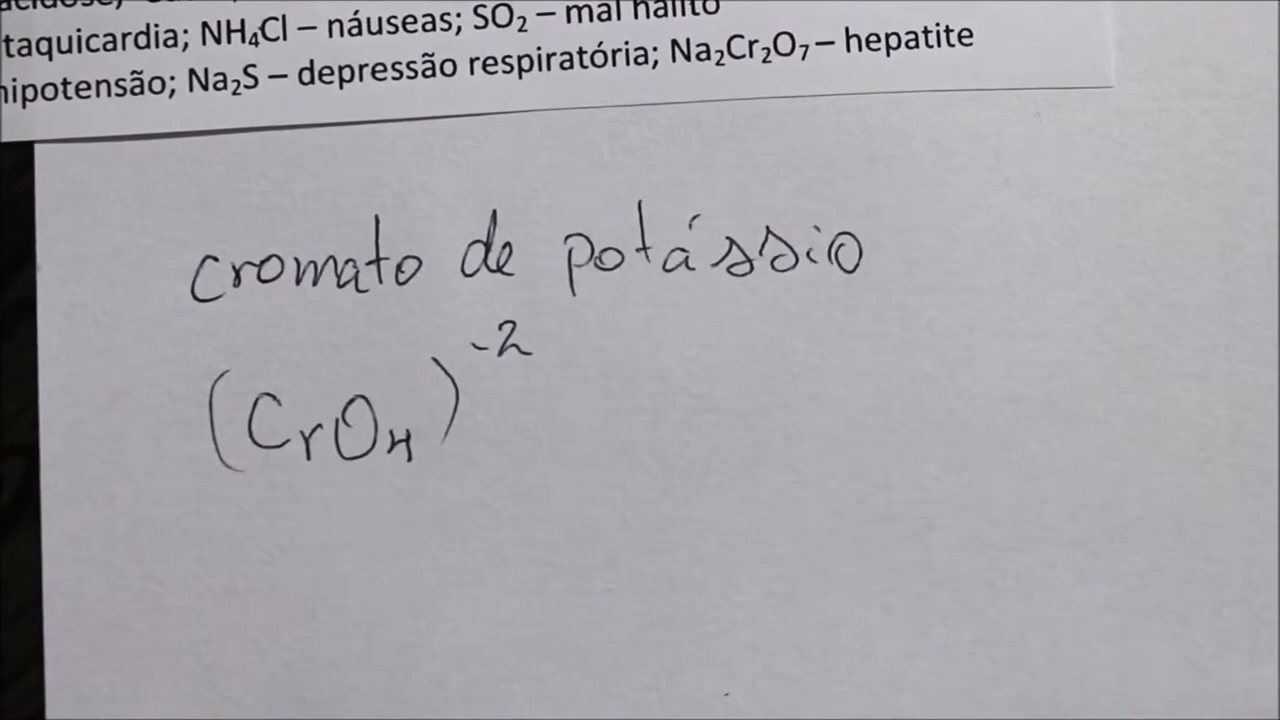 taquicardia; NH₄Cl – náuseas; SO₂ – mal hálito
hipotensão; Na₂S – depressão respiratória; Na₂Cr₂O₇ – hepatite
cromato de potássio
(CrO₄)⁻²